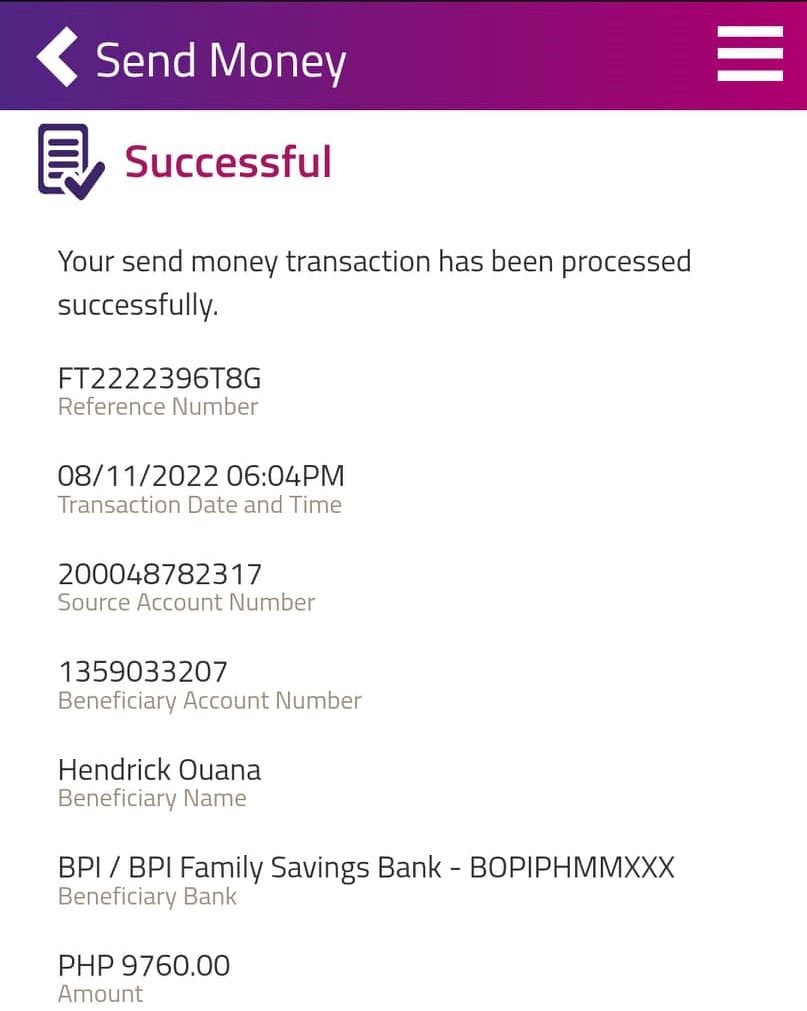 Send Money
Successful
Your send money transaction has been processed
successfully.
FT2222396T8G
Reference Number
08/11/2022 06:04PM
Transaction Date and Time
200048782317
Source Account Number
1359033207
Beneficiary Account Number
Hendrick Ouana
Beneficiary Name
BPI / BPI Family Savings Bank - BOPIPHMMXXX
Beneficiary Bank
PHP 9760.00
Amount